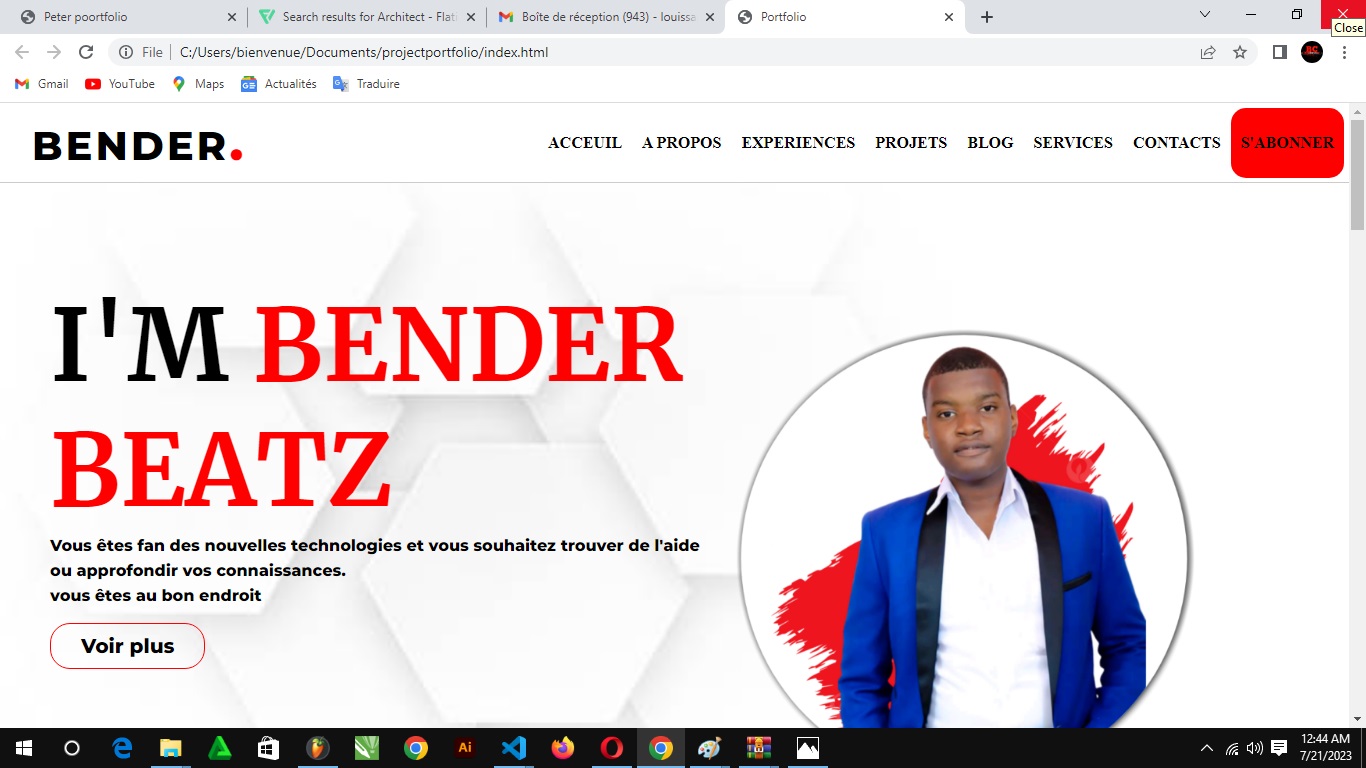 Peter poortfolio
Search results for Architect - Flati
Boîte de réception (943) - louissa
Portfolio
Close
File
C:/Users/bienvenue/Documents/projectportfolio/index.html
Gmail
YouTube
Maps
Actualités
Traduire
BENDER.
ACCEUIL
A PROPOS
EXPERIENCES
PROJETS
BLOG
SERVICES
CONTACTS
S'ABONNER
I'M BENDER
BEATZ
Vous êtes fan des nouvelles technologies et vous souhaitez trouver de l'aide
ou approfondir vos connaissances.
vous êtes au bon endroit
Voir plus
Ai
12:44 AM
7/21/2023